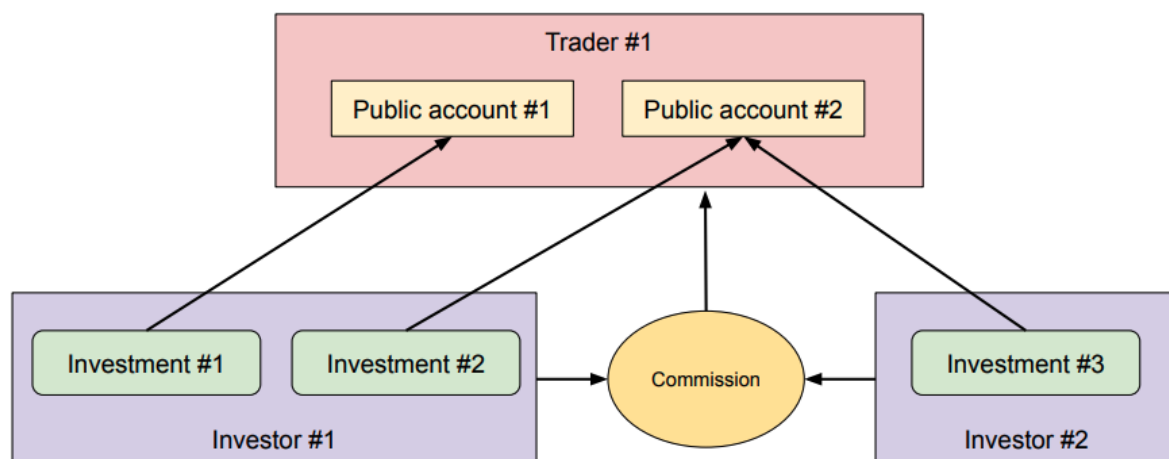 Trader #1
Public account #1
Public account #2
Investment #1
Investment #2
Commission
Investment #3
Investor #1
Investor #2